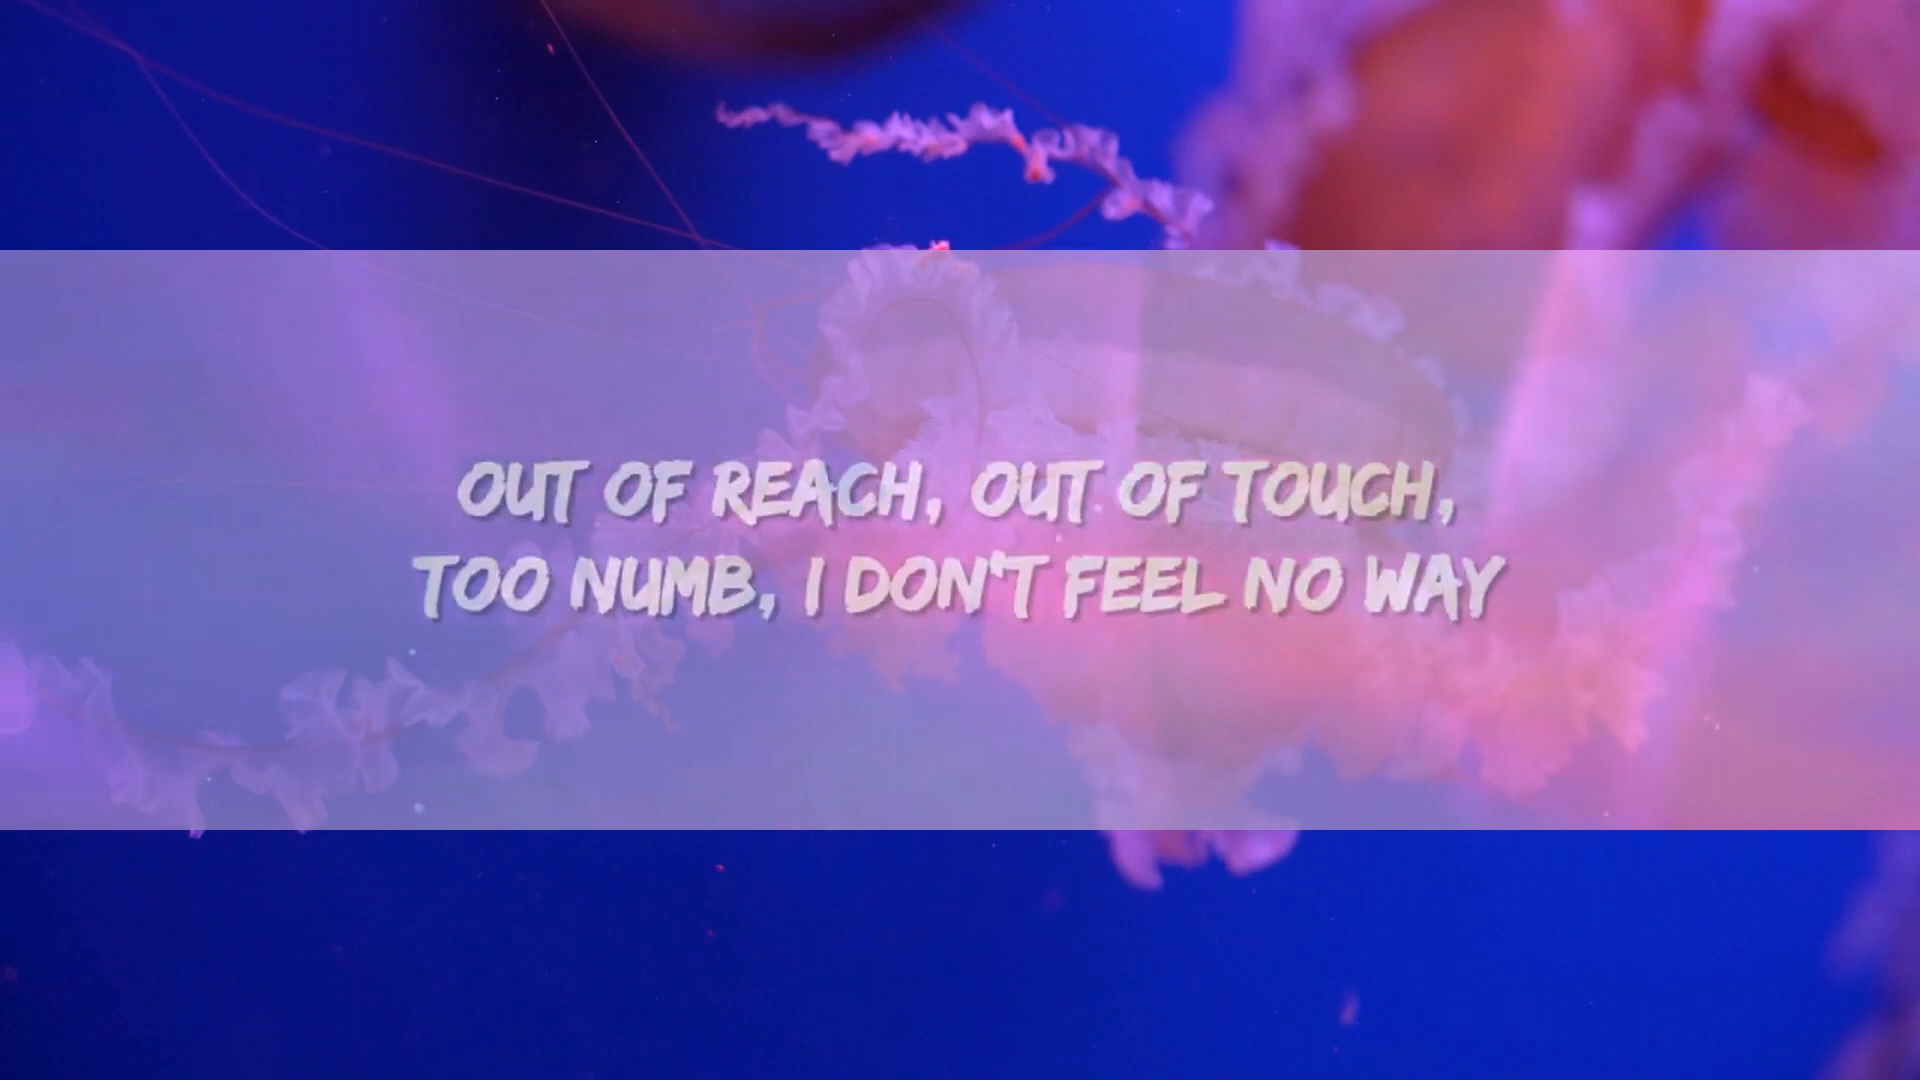 OUT OF REACH, OUT OF TOUCH,
TOO NUMB, I DON'T FEEL NO WAY